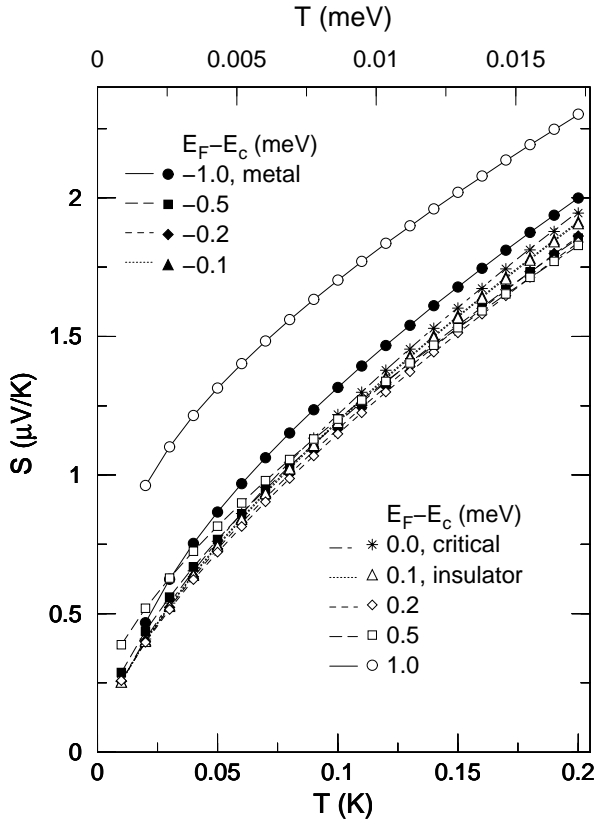 T (meV)
0 0.005 0.01 0.015
E_F−E_c (meV)
−1.0, metal
−0.5
−0.2
−0.1
2
1.5
1
0.5
0
S (μV/K)
E_F−E_c (meV)
0.0, critical
0.1, insulator
0.2
0.5
1.0
0 0.05 0.1 0.15 0.2
T (K)